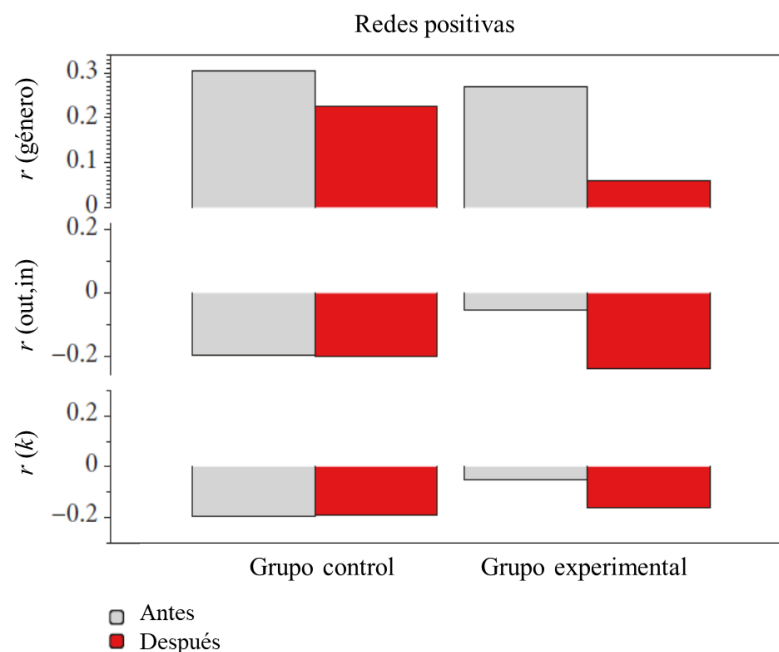 Redes positivas
r (género)
0.3
0.2
0.1
0
r (out,in)
0.2
0
−0.2
r (k)
0.2
0
−0.2
Grupo control
Grupo experimental
Antes
Después